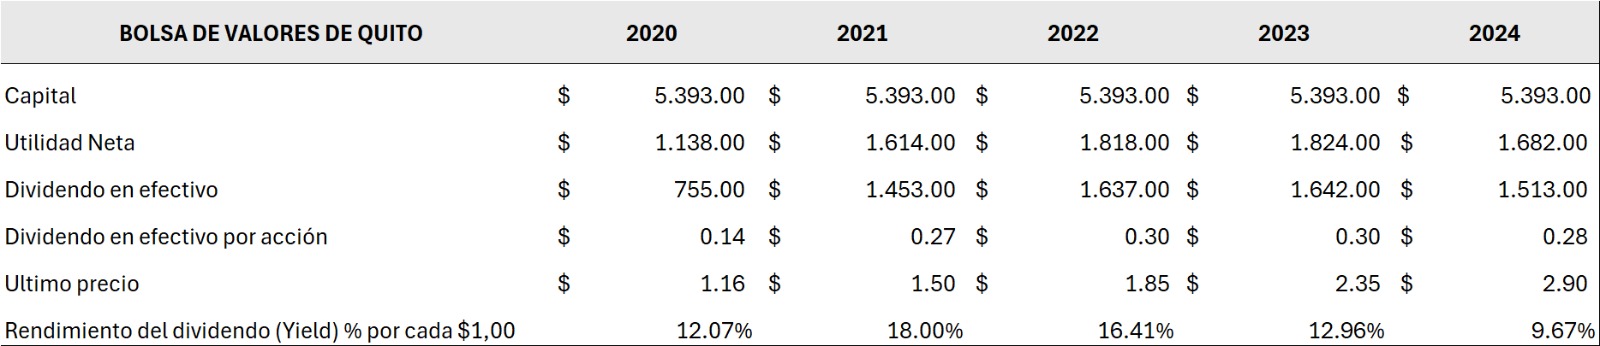 BOLSA DE VALORES DE QUITO 2020 2021 2022 2023 2024
Capital $ 5.393.00 $ 5.393.00 $ 5.393.00 $ 5.393.00 $ 5.393.00
Utilidad Neta $ 1.138.00 $ 1.614.00 $ 1.818.00 $ 1.824.00 $ 1.682.00
Dividendo en efectivo $ 755.00 $ 1.453.00 $ 1.637.00 $ 1.642.00 $ 1.513.00
Dividendo en efectivo por acción $ 0.14 $ 0.27 $ 0.30 $ 0.30 $ 0.28
Ultimo precio $ 1.16 $ 1.50 $ 1.85 $ 2.35 $ 2.90
Rendimiento del dividendo (Yield) % por cada $1,00 12.07% 18.00% 16.41% 12.96% 9.67%